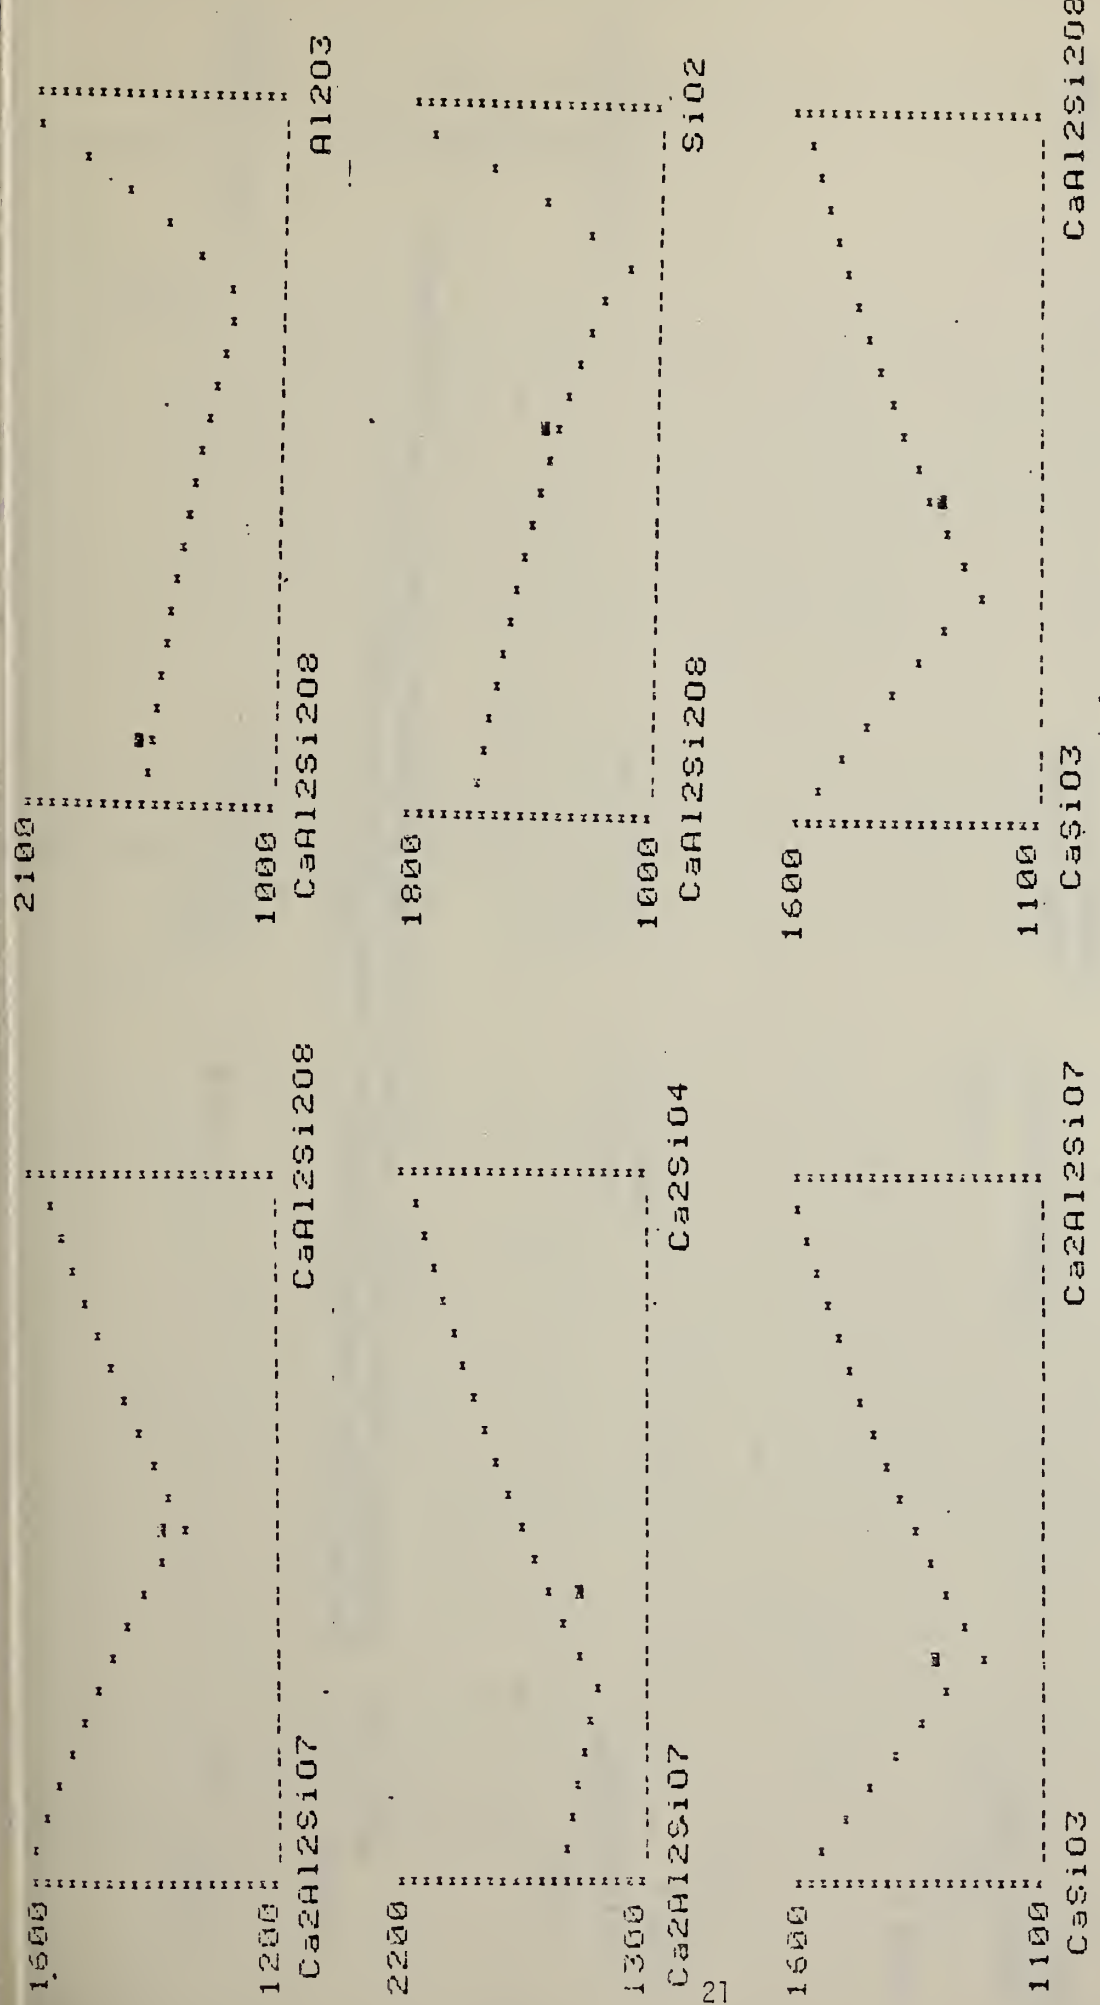 1600 2100
1200 1000
Ca2Al2SiO7 CaAl2Si2O8 CaAl2Si2O8 Al2O3
2200 1800
1300 1000
Ca2Al2SiO7 Ca2SiO4 CaAl2Si2O8 SiO2
1600 1600
1100 1100
CaSiO3 Ca2Al2SiO7 CaSiO3 CaAl2Si2O8
21